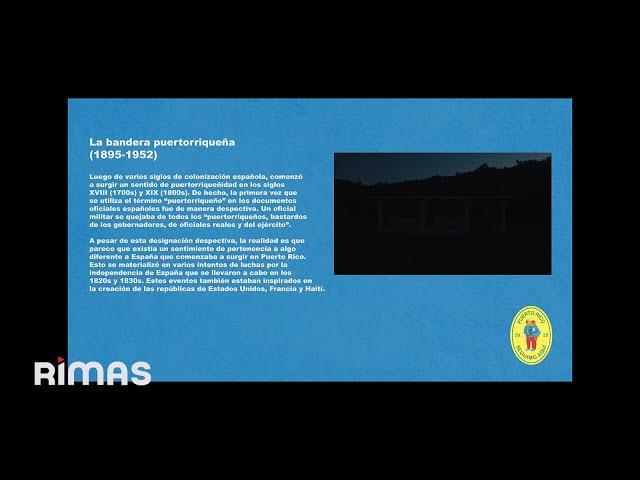 La bandera puertorriqueña
(1895-1952)
Luego de varios siglos de colonización española, comenzó
a surgir un sentido de puertorriqueñidad en los siglos
XVIII (1700s) y XIX (1800s). De hecho, la primera vez que
se utiliza el término “puertorriqueño” en los documentos
oficiales españoles fue de manera despectiva. Un oficial
militar se quejaba de todos los “puertorriqueños, bastardos
de los gobernadores, de oficiales reales y del ejército”.
A pesar de esta designación despectiva, la realidad es que
parece que existía un sentimiento de pertenencia a algo
diferente a España que comenzaba a surgir en Puerto Rico.
Esto se materializó en varios intentos de luchas por la
independencia de España que se llevaron a cabo en los
1820s y 1830s. Estos eventos también estaban inspirados en
la creación de las repúblicas de Estados Unidos, Francia y Haití.
PUERTO RICO
20 25
SEGUIMO AQUÍ
RIMAS